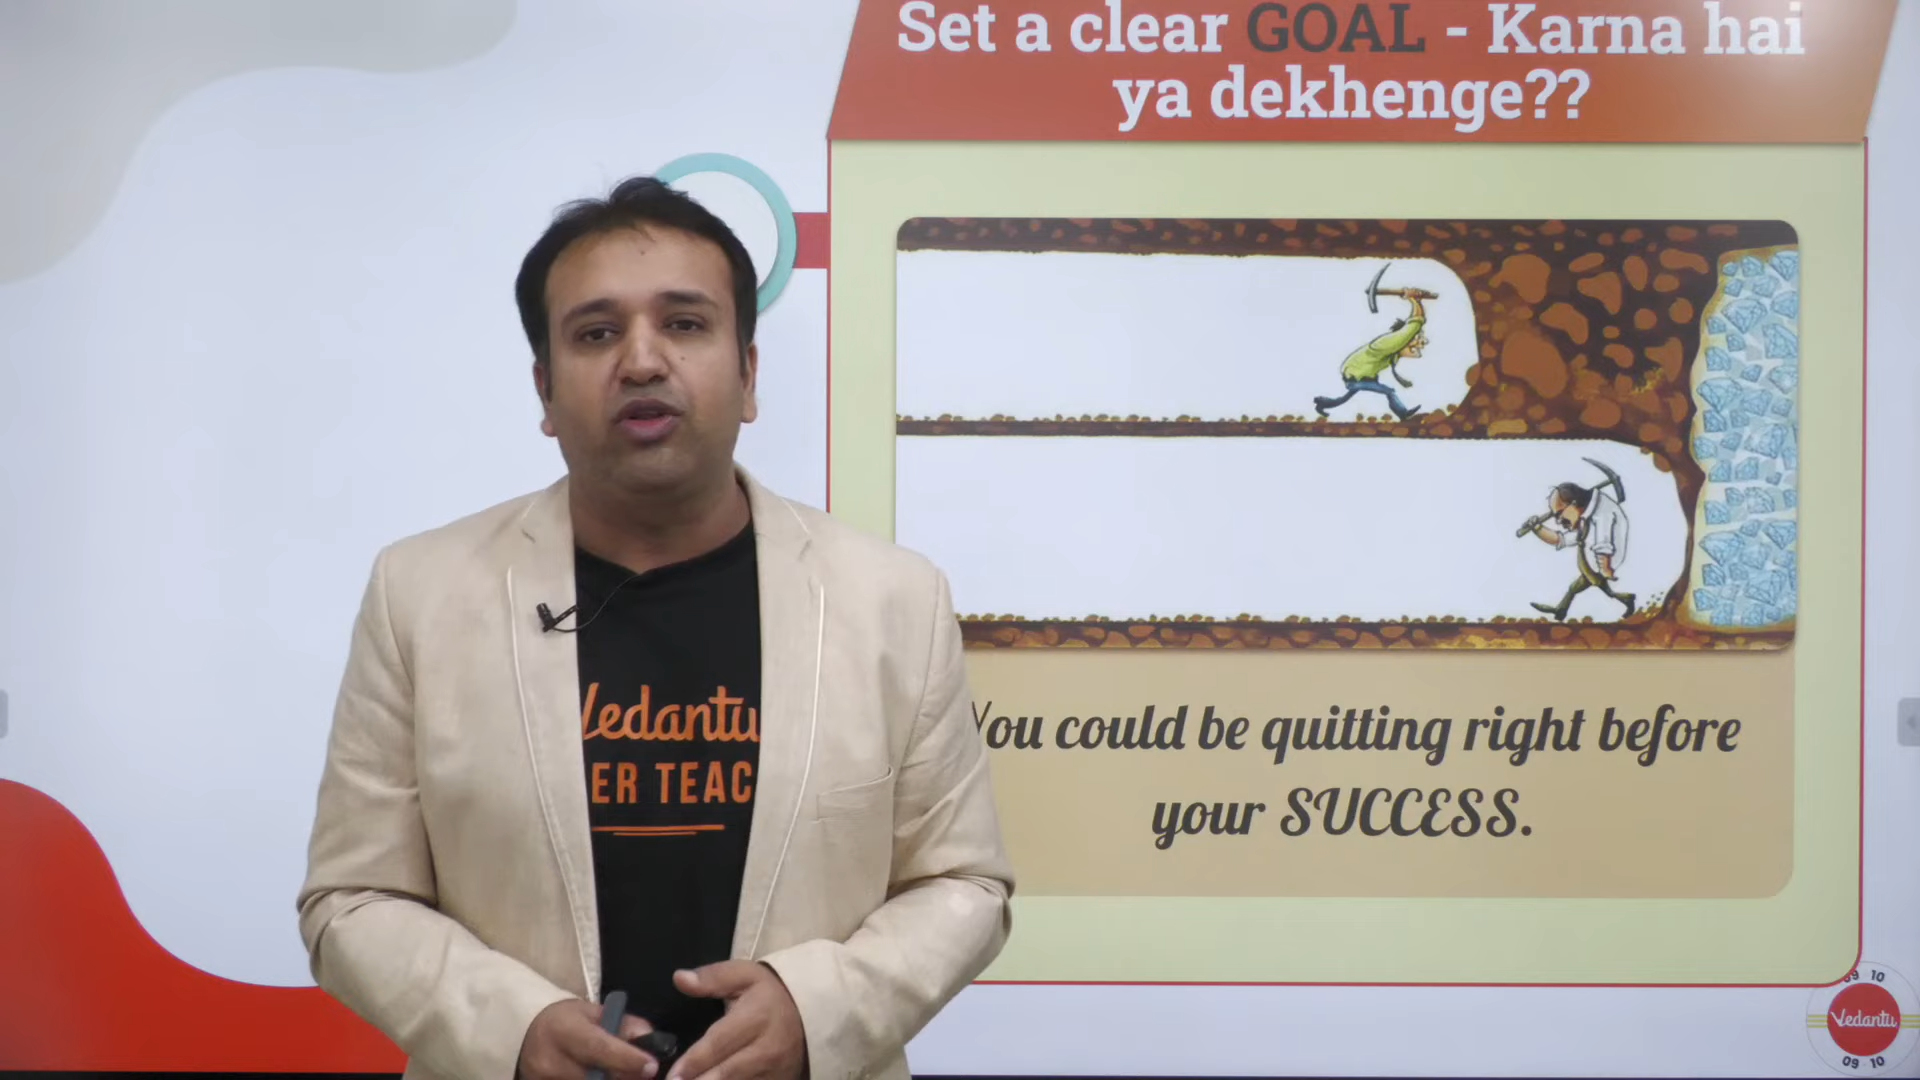 Set a clear GOAL - Karna hai
ya dekhenge??
You could be quitting right before
your SUCCESS.
Vedantu
ER TEAC
09 10
Vedantu
09 10